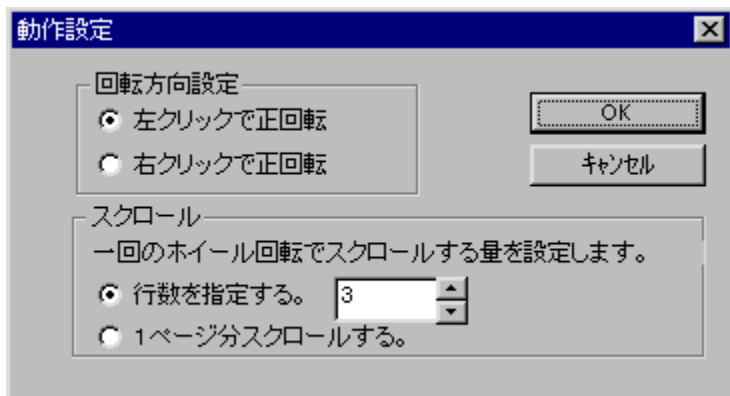 動作設定
回転方向設定
左クリックで正回転
右クリックで正回転
OK
キャンセル
スクロール
一回のホイール回転でスクロールする量を設定します。
行数を指定する。 3
1ページ分スクロールする。